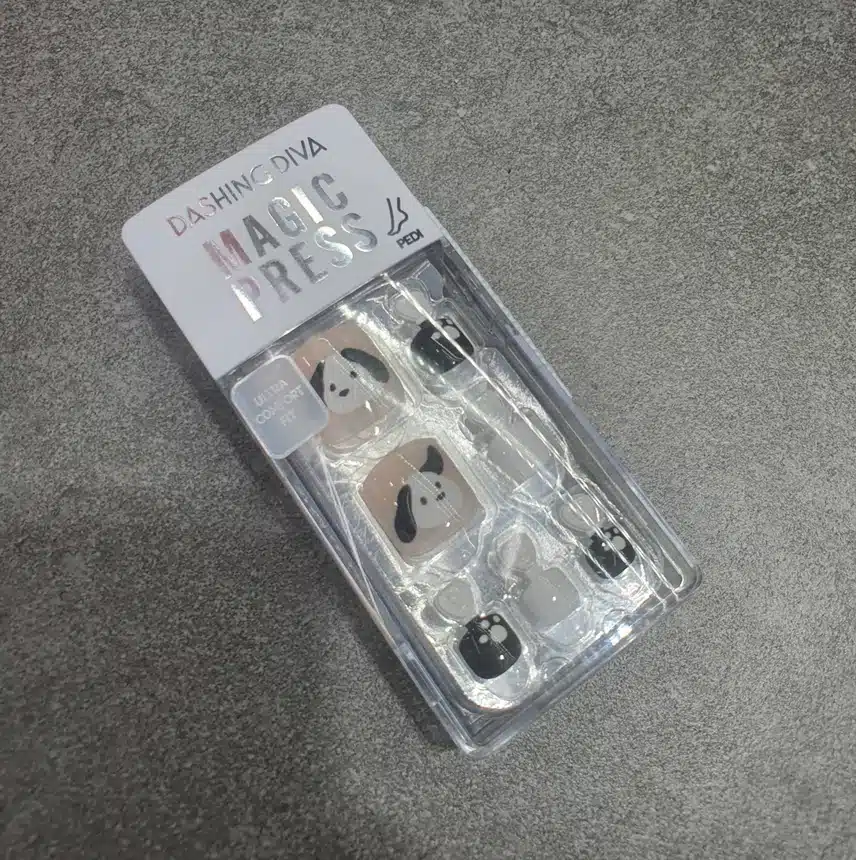 DASHING DIVA
MAGIC
PRESS
PEDI
ULTRA
COMFORT
FIT